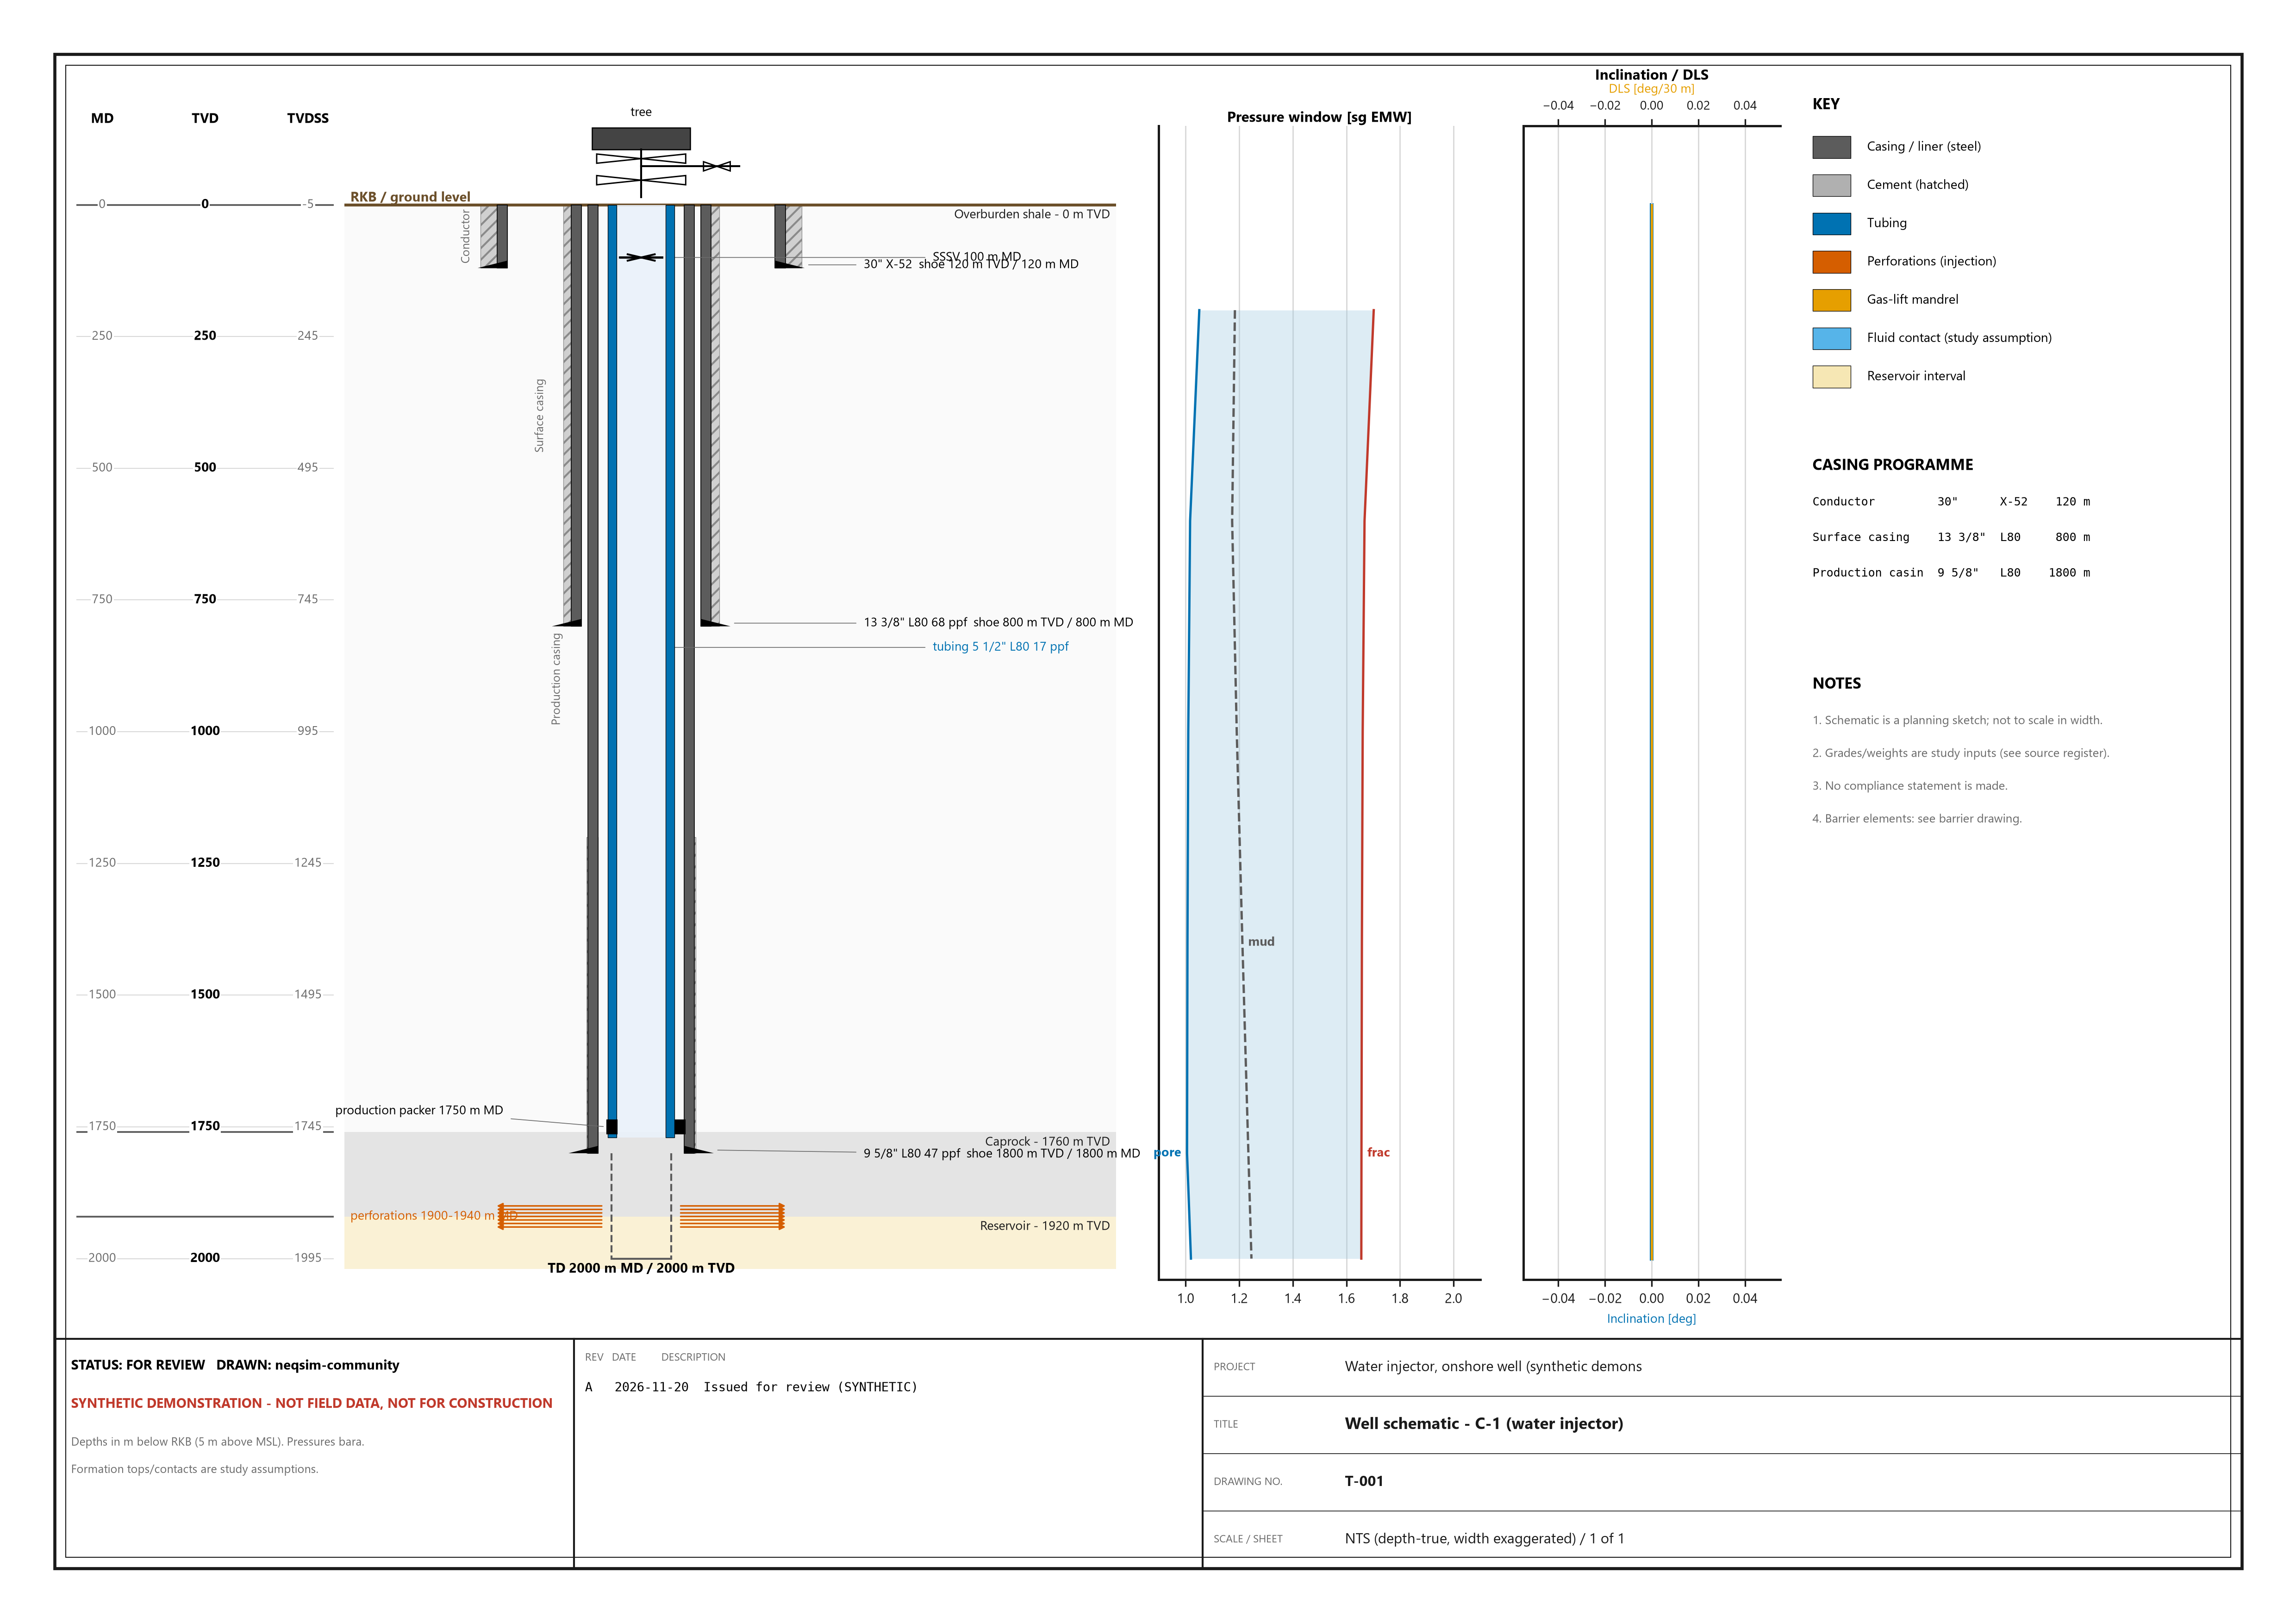 MD TVD TVDSS
0 0 -5
250 250 245
500 500 495
750 750 745
1000 1000 995
1250 1250 1245
1500 1500 1495
1750 1750 1745
2000 2000 1995
tree
RKB / ground level
Conductor
Surface casing
Production casing
Overburden shale - 0 m TVD
SSSV 100 m MD
30" X-52 shoe 120 m TVD / 120 m MD
13 3/8" L80 68 ppf shoe 800 m TVD / 800 m MD
tubing 5 1/2" L80 17 ppf
production packer 1750 m MD
Caprock - 1760 m TVD
9 5/8" L80 47 ppf shoe 1800 m TVD / 1800 m MD
perforations 1900-1940 m MD
Reservoir - 1920 m TVD
TD 2000 m MD / 2000 m TVD
Pressure window [sg EMW]
mud
pore
frac
1.0 1.2 1.4 1.6 1.8 2.0
Inclination / DLS
DLS [deg/30 m]
−0.04 −0.02 0.00 0.02 0.04
−0.04 −0.02 0.00 0.02 0.04
Inclination [deg]
KEY
Casing / liner (steel)
Cement (hatched)
Tubing
Perforations (injection)
Gas-lift mandrel
Fluid contact (study assumption)
Reservoir interval
CASING PROGRAMME
Conductor 30" X-52 120 m
Surface casing 13 3/8" L80 800 m
Production casin 9 5/8" L80 1800 m
NOTES
1. Schematic is a planning sketch; not to scale in width.
2. Grades/weights are study inputs (see source register).
3. No compliance statement is made.
4. Barrier elements: see barrier drawing.
STATUS: FOR REVIEW DRAWN: neqsim-community
SYNTHETIC DEMONSTRATION - NOT FIELD DATA, NOT FOR CONSTRUCTION
Depths in m below RKB (5 m above MSL). Pressures bara.
Formation tops/contacts are study assumptions.
REV DATE DESCRIPTION
A 2026-11-20 Issued for review (SYNTHETIC)
PROJECT Water injector, onshore well (synthetic demons
TITLE Well schematic - C-1 (water injector)
DRAWING NO. T-001
SCALE / SHEET NTS (depth-true, width exaggerated) / 1 of 1